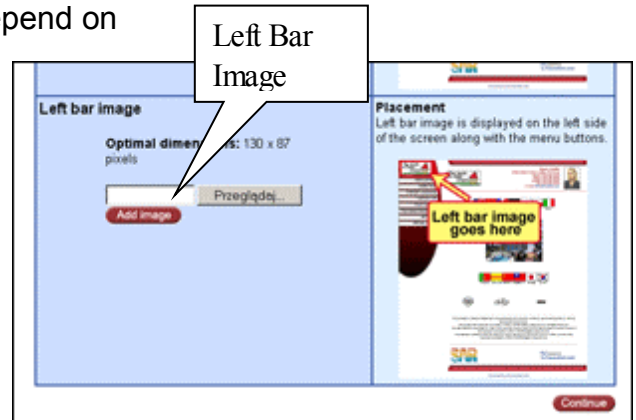 pend on
Left Bar
Image
Left bar image
Optimal dimen s: 130 x 87
pixels
Przeglądaj...
Add image
Placement
Left bar image is displayed on the left side
of the screen along with the menu buttons.
Left bar image
goes here
Continue